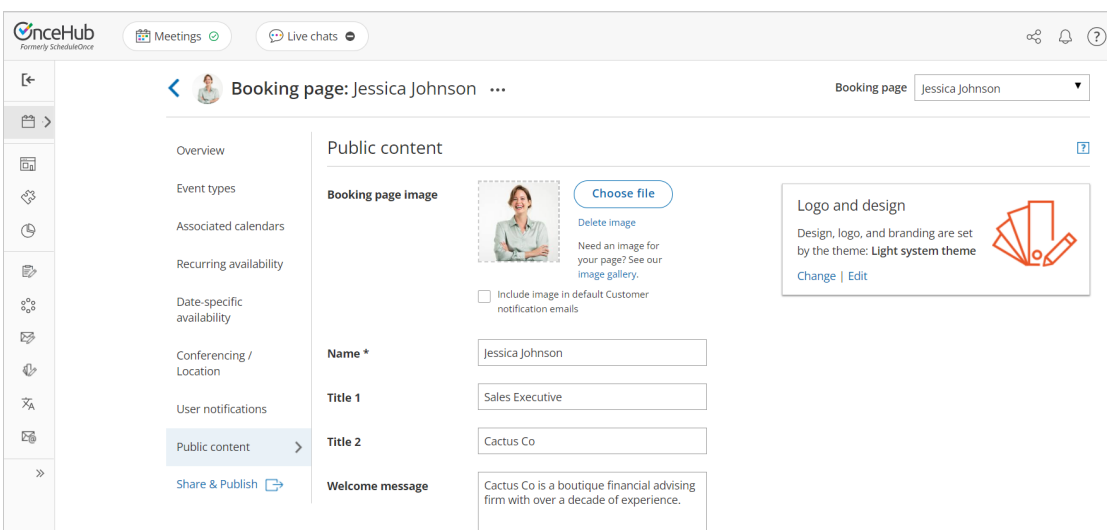 OnceHub
Formerly ScheduleOnce
Meetings
Live chats
?
Booking page: Jessica Johnson ...
Booking page
Jessica Johnson
Overview
Event types
Associated calendars
Recurring availability
Date-specific
availability
Conferencing /
Location
User notifications
Public content
Share & Publish
Public content
?
Booking page image
Choose file
Delete image
Need an image for
your page? See our
image gallery.
Include image in default Customer
notification emails
Logo and design
Design, logo, and branding are set
by the theme: Light system theme
Change | Edit
Name *
Jessica Johnson
Title 1
Sales Executive
Title 2
Cactus Co
Welcome message
Cactus Co is a boutique financial advising
firm with over a decade of experience.